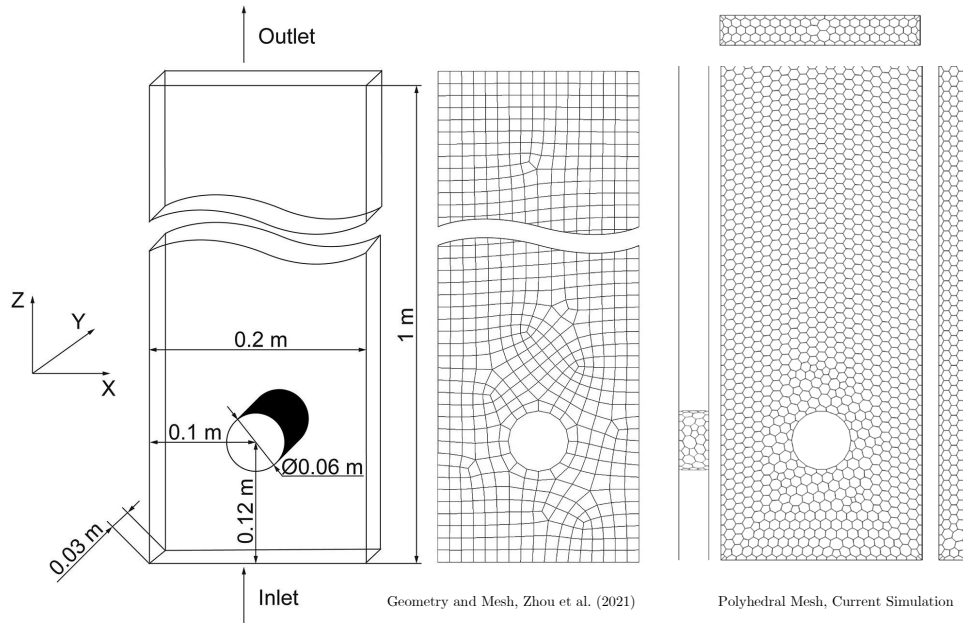 Outlet
Z
Y
X
0.2 m
1 m
0.1 m
Ø0.06 m
0.12 m
0.03 m
Inlet
Geometry and Mesh, Zhou et al. (2021)
Polyhedral Mesh, Current Simulation